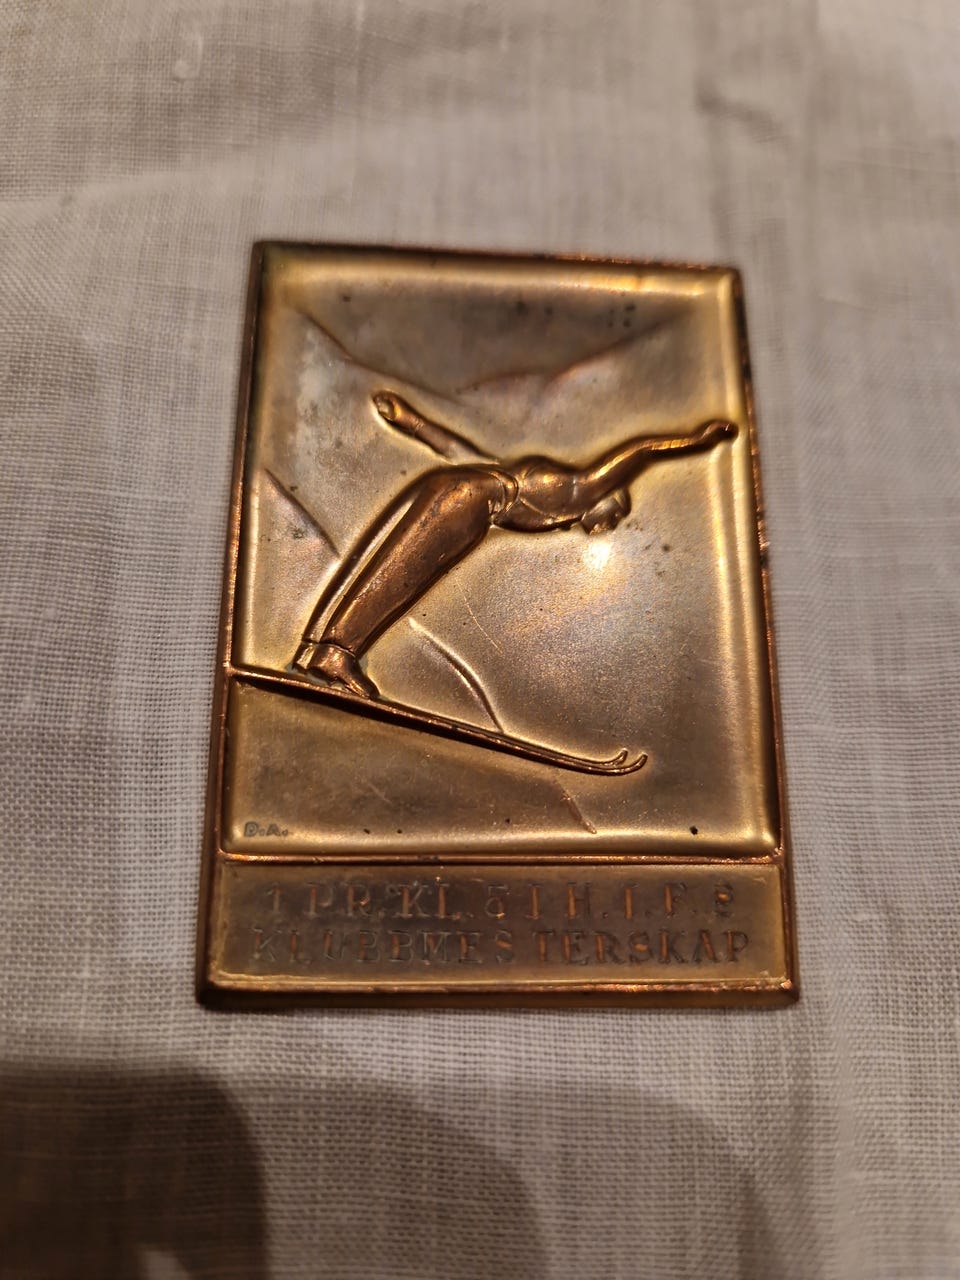 D.A.
1 PR. KL. 5 I H.I.F.S
KLUBBMESTERSKAP